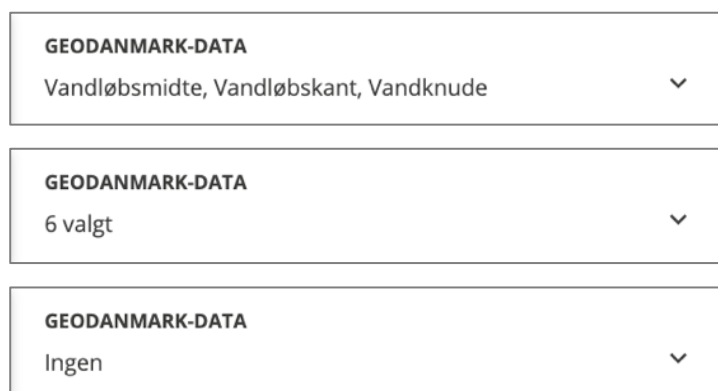 GEODANMARK-DATA
Vandløbsmidte, Vandløbskant, Vandknude
GEODANMARK-DATA
6 valgt
GEODANMARK-DATA
Ingen